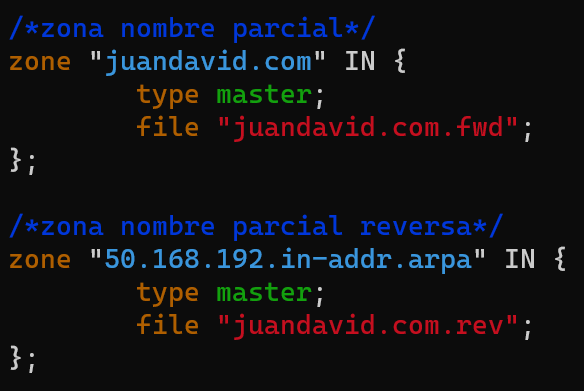 /*zona nombre parcial*/
zone "juandavid.com" IN {
type master;
file "juandavid.com.fwd";
};
/*zona nombre parcial reversa*/
zone "50.168.192.in-addr.arpa" IN {
type master;
file "juandavid.com.rev";
};